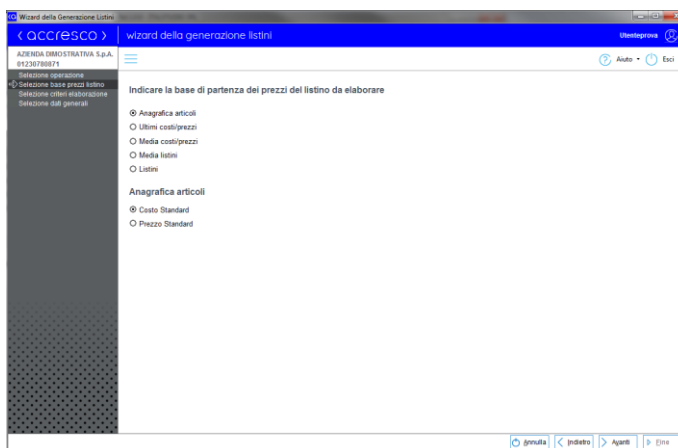 Wizard della Generazione Listini
< accresco >
wizard della generazione listini
Utenteprova
AZIENDA DIMOSTRATIVA S.p.A.
01230780871
Aiuto
Esci
Selezione operazione
Selezione base prezzi listino
Selezione criteri elaborazione
Selezione dati generali
Indicare la base di partenza dei prezzi del listino da elaborare
Anagrafica articoli
Ultimi costi/prezzi
Media costi/prezzi
Media listini
Listini
Anagrafica articoli
Costo Standard
Prezzo Standard
Annulla
Indietro
Avanti
Fine